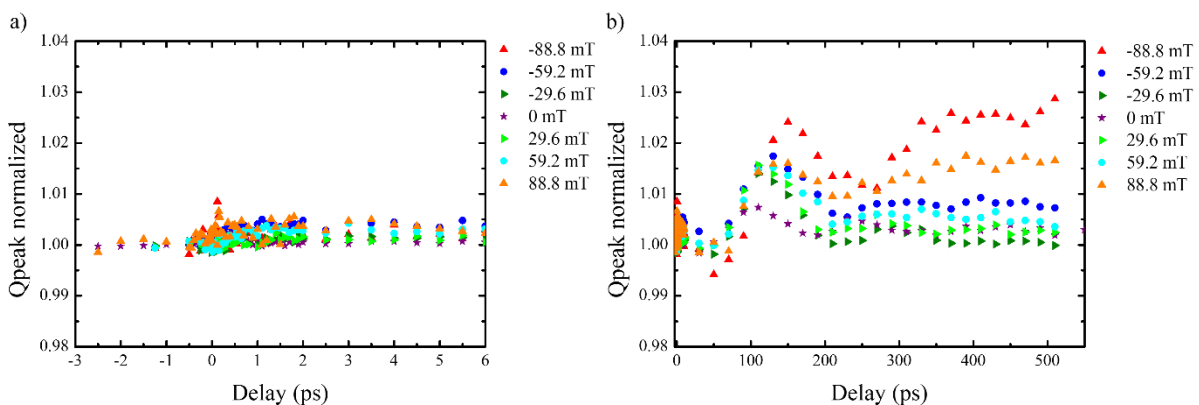 a)
Qpeak normalized
1.04
1.03
1.02
1.01
1.00
0.99
0.98
-3 -2 -1 0 1 2 3 4 5 6
Delay (ps)
-88.8 mT
-59.2 mT
-29.6 mT
0 mT
29.6 mT
59.2 mT
88.8 mT
b)
Qpeak normalized
1.04
1.03
1.02
1.01
1.00
0.99
0.98
0 100 200 300 400 500
Delay (ps)
-88.8 mT
-59.2 mT
-29.6 mT
0 mT
29.6 mT
59.2 mT
88.8 mT